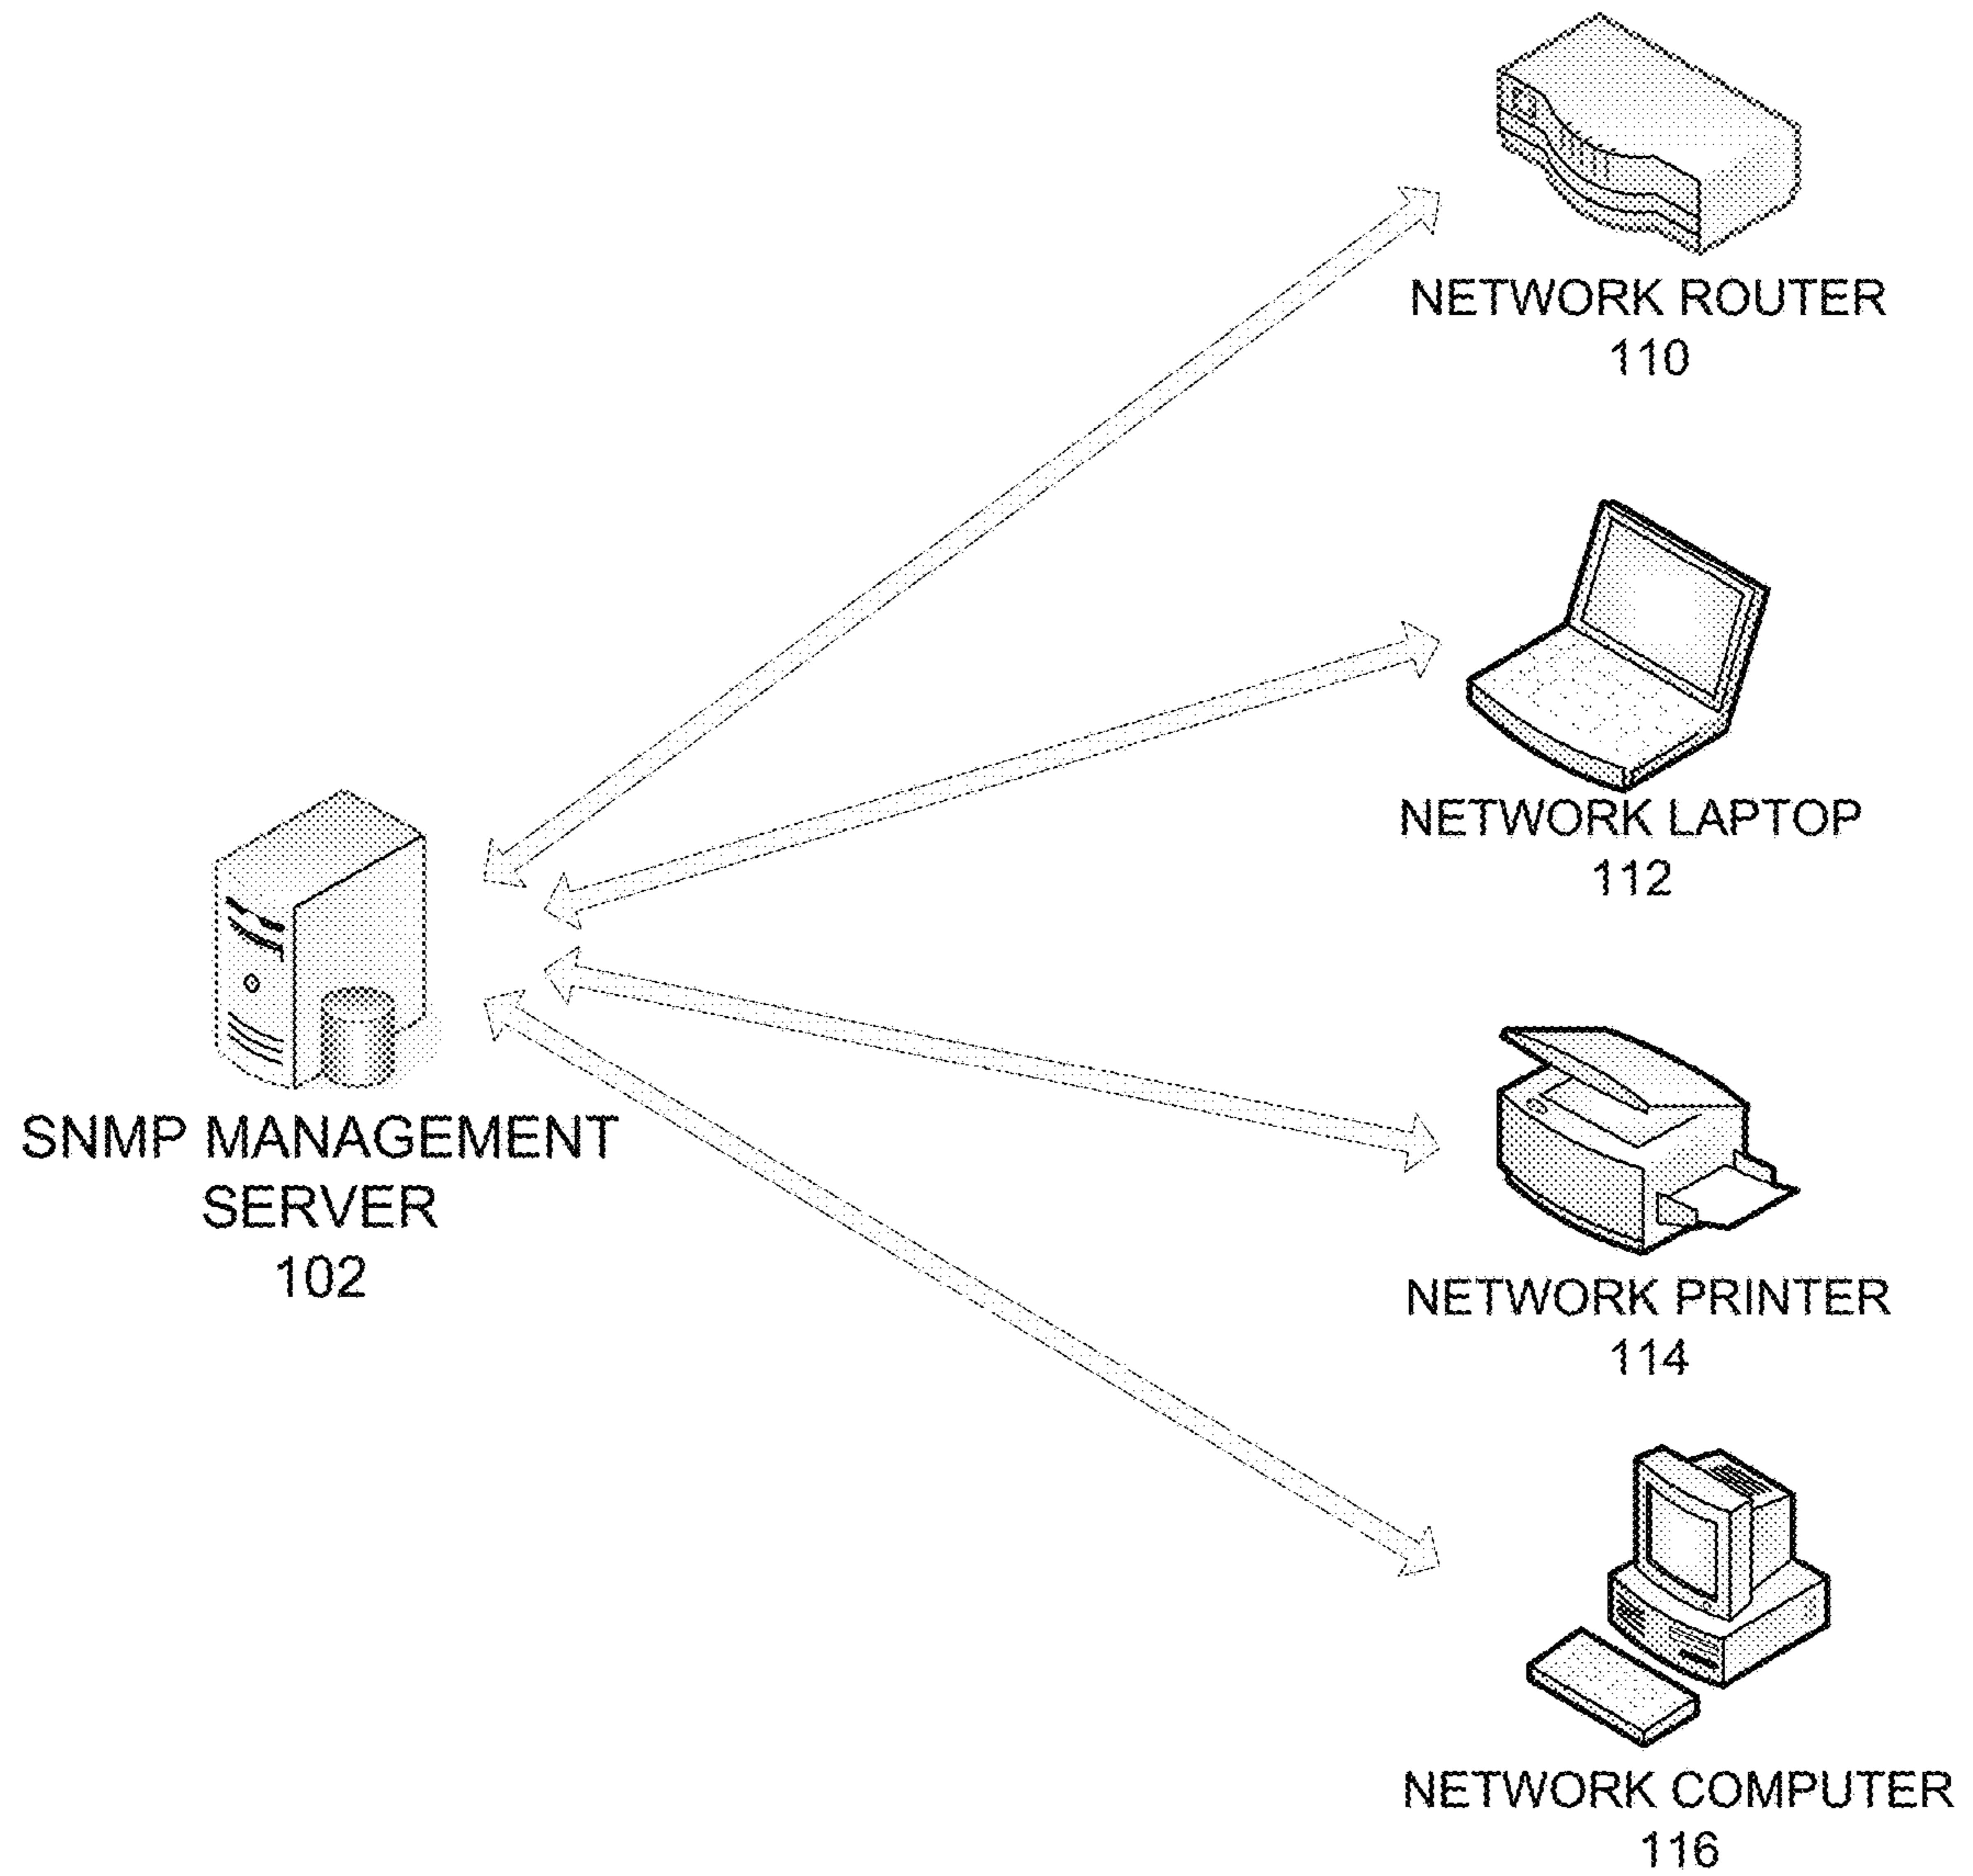 NETWORK ROUTER
110
NETWORK LAPTOP
112
SNMP MANAGEMENT
SERVER
102
NETWORK PRINTER
114
NETWORK COMPUTER
116